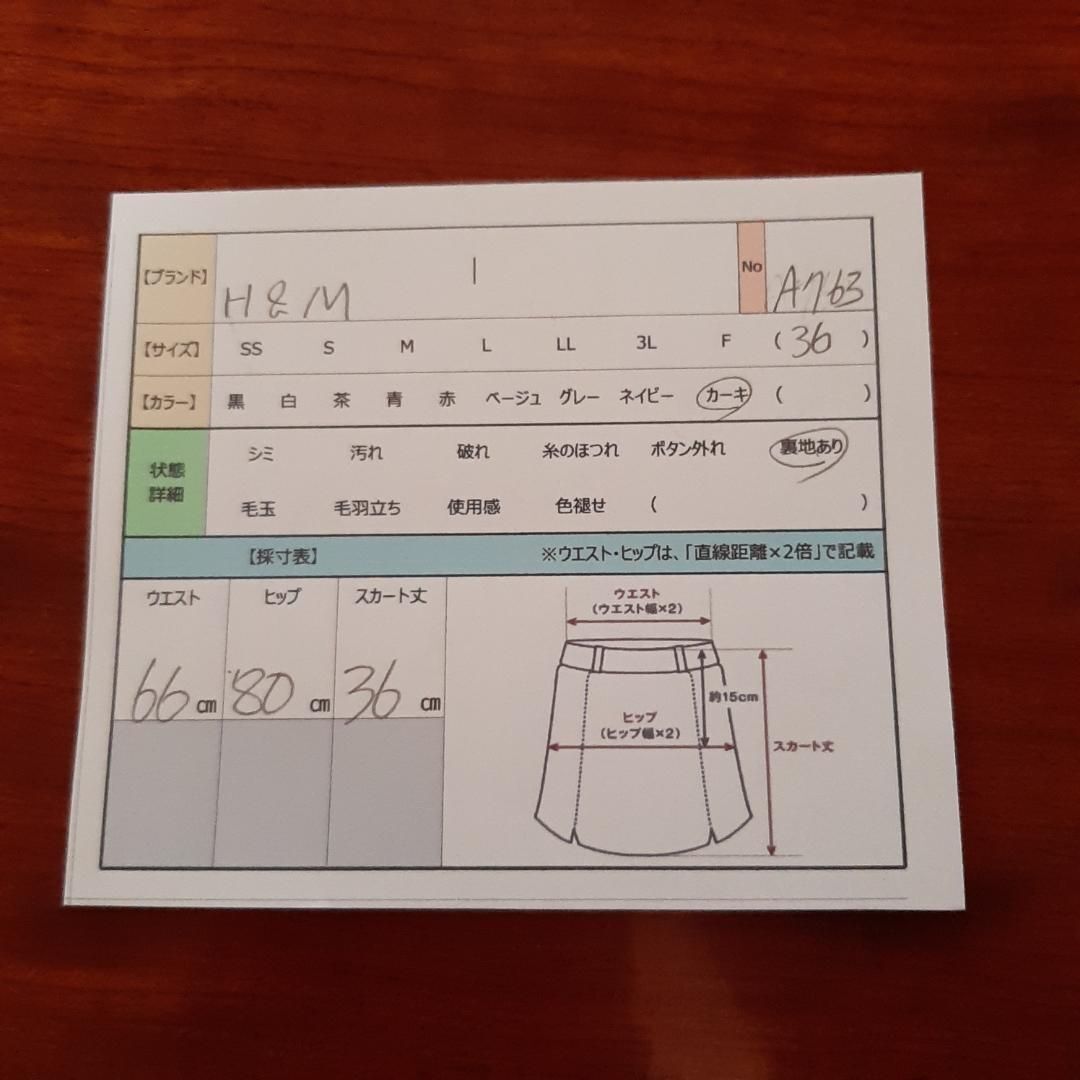 【ブランド】 H & M | No A763
【サイズ】 SS S M L LL 3L F ( 36 )
【カラー】 黒 白 茶 青 赤 ベージュ グレー ネイビー カーキ ( )
状態
詳細
シミ 汚れ 破れ 糸のほつれ ボタン外れ 裏地あり
毛玉 毛羽立ち 使用感 色褪せ ( )
【採寸表】 ※ウエスト・ヒップは、「直線距離×2倍」で記載
ウエスト ヒップ スカート丈
66 cm 80 cm 36 cm
ウエスト
(ウエスト幅×2)
約15cm
ヒップ
(ヒップ幅×2)
スカート丈